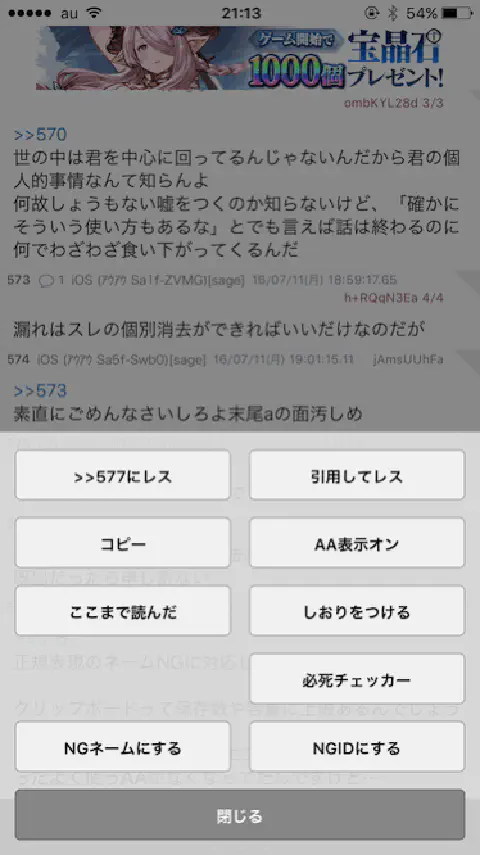 au 21:13 54%
ゲーム開始で
1000個
宝晶石
プレゼント!
ombKYL28d 3/3
>>570
世の中は君を中心に回ってるんじゃないんだから君の個
人的事情なんて知らんよ
何故しょうもない嘘をつくのか知らないけど、「確かに
そういう使い方もあるな」とでも言えば話は終わるのに
何でわざわざ食い下がってくるんだ
573 1 iOS (ｱｳｱｳ Sa1f-ZVMG)[sage] 16/07/11(月) 18:59:17.65
h+RQqN3Ea 4/4
漏れはスレの個別消去ができればいいだけなのだが
574 iOS (ｱｳｱｳ Sa5f-Swb0)[sage] 16/07/11(月) 19:01:15.11 jAmsUUhFa
>>573
素直にごめんなさいしろよ末尾aの面汚しめ
>>577にレス 引用してレス
コピー AA表示オン
ここまで読んだ しおりをつける
正規表現のネームNGに対応し
必死チェッカー
NGネームにする NGIDにする
閉じる